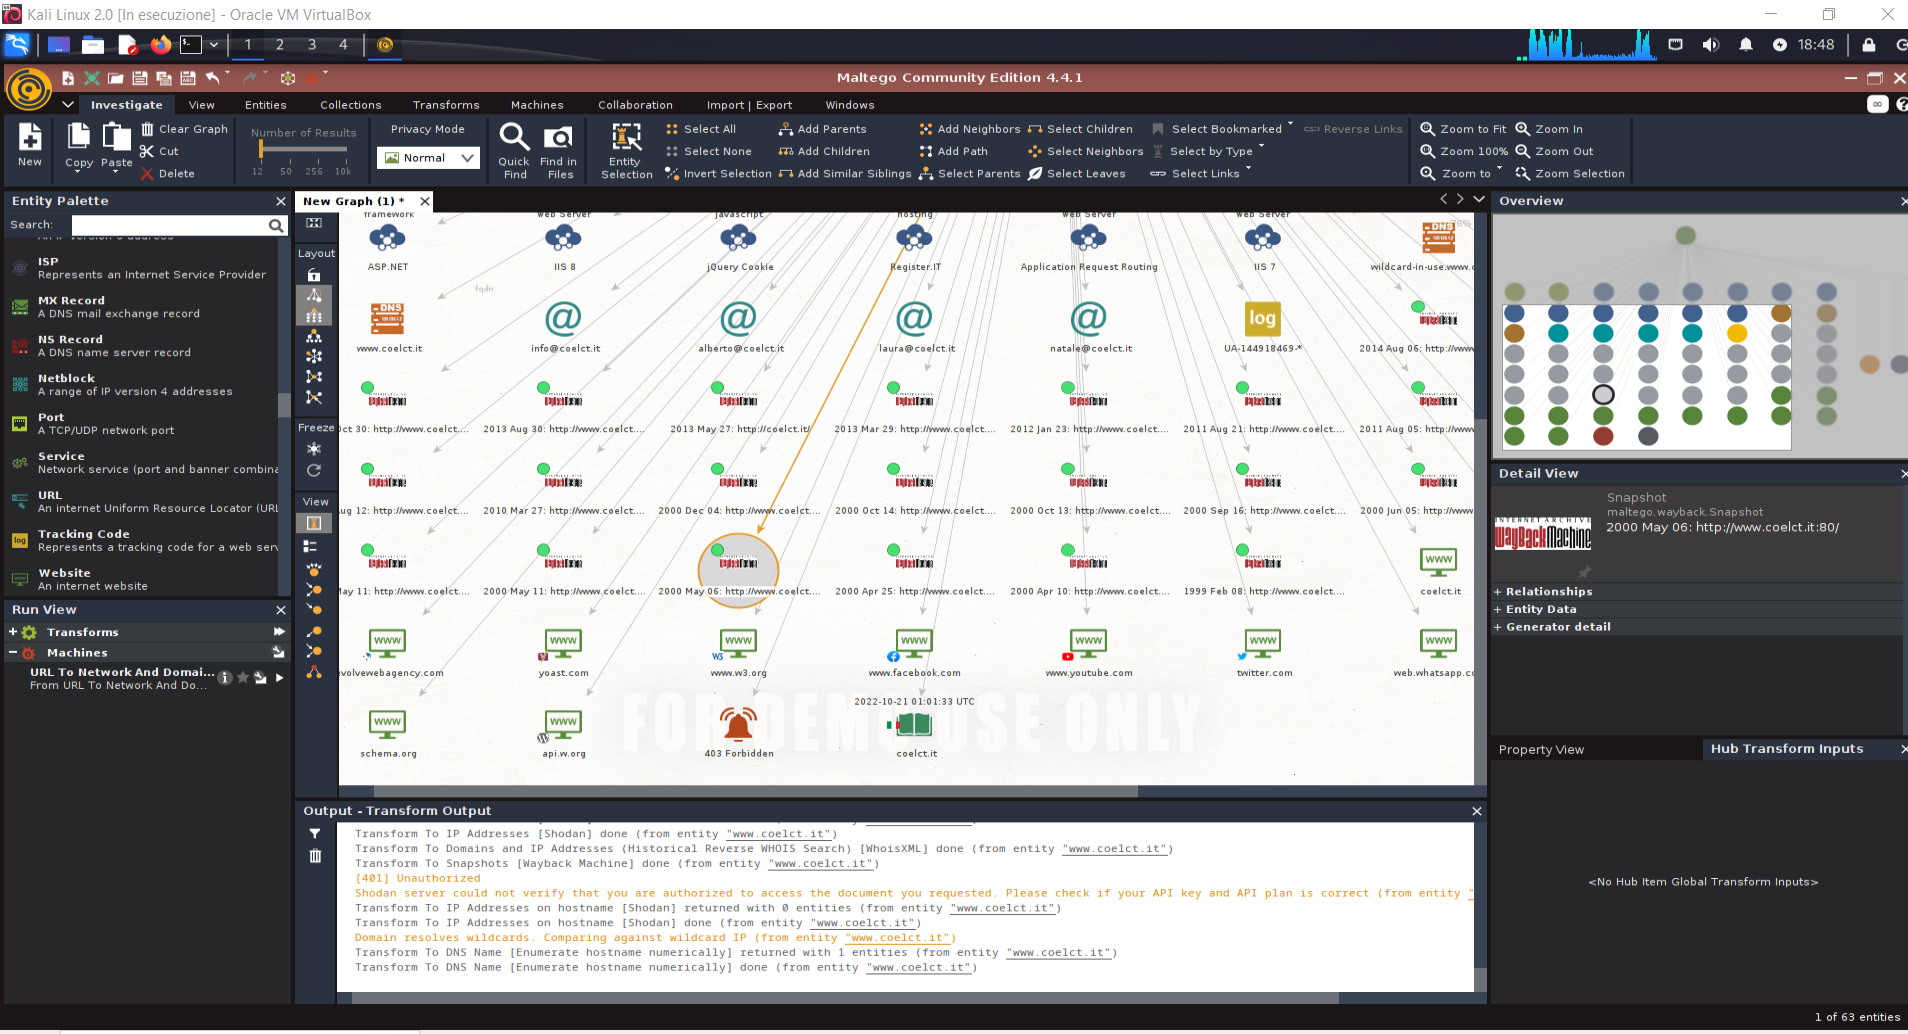 Kali Linux 2.0 [In esecuzione] - Oracle VM VirtualBox
1 2 3 4
18:48
Maltego Community Edition 4.4.1
Investigate View Entities Collections Transforms Machines Collaboration Import | Export Windows
New
Copy
Paste
Clear Graph
Cut
Delete
Number of Results
12 50 256 10k
Privacy Mode
Normal
Quick Find
Find in Files
Entity Selection
Select All
Select None
Invert Selection
Add Parents
Add Children
Add Similar Siblings
Add Neighbors
Add Path
Select Parents
Select Children
Select Neighbors
Select Leaves
Select Bookmarked
Select by Type
Select Links
Reverse Links
Zoom to Fit
Zoom 100%
Zoom to
Zoom In
Zoom Out
Zoom Selection
Entity Palette
Search:
ISP
Represents an Internet Service Provider
MX Record
A DNS mail exchange record
NS Record
A DNS name server record
Netblock
A range of IP version 4 addresses
Port
A TCP/UDP network port
Service
Network service (port and banner combina
URL
An internet Uniform Resource Locator (URL
Tracking Code
Represents a tracking code for a web serv
Website
An internet website
Run View
Transforms
Machines
URL To Network And Domai...
From URL To Network And Do...
New Graph (1) *
Layout
Freeze
View
framework Web Server Javascript hosting Web Server Web Server
76%
ASP.NET IIS 8 jQuery Cookie Register.IT Application Request Routing IIS 7 wildcard-in-use.www.c
fqdn
www.coelct.it info@coelct.it alberto@coelct.it laura@coelct.it natale@coelct.it UA-144918469-* 2014 Aug 06: http://www
Oct 30: http://www.coelct.... 2013 Aug 30: http://www.coelct.... 2013 May 27: http://coelct.it/ 2013 Mar 29: http://www.coelct.... 2012 Jan 23: http://www.coelct.... 2011 Aug 21: http://www.coelct.... 2011 Aug 05: http://www
ug 12: http://www.coelct.... 2010 Mar 27: http://www.coelct.... 2000 Dec 04: http://www.coelct.... 2000 Oct 14: http://www.coelct.... 2000 Oct 13: http://www.coelct.... 2000 Sep 16: http://www.coelct.... 2000 Jun 05: http://www
May 11: http://www.coelct.... 2000 May 11: http://www.coelct.... 2000 May 06: http://www.coelct.... 2000 Apr 25: http://www.coelct.... 2000 Apr 10: http://www.coelct.... 1999 Feb 08: http://www.coelct.... coelct.it
evolvewebagency.com yoast.com www.w3.org www.facebook.com www.youtube.com twitter.com web.whatsapp.c
2022-10-21 01:01:33 UTC
FOR DEMO USE ONLY
schema.org api.w.org 403 Forbidden coelct.it
Output - Transform Output
Transform To IP Addresses [Shodan] done (from entity "www.coelct.it")
Transform To Domains and IP Addresses (Historical Reverse WHOIS Search) [WhoisXML] done (from entity "www.coelct.it")
Transform To Snapshots [Wayback Machine] done (from entity "www.coelct.it")
[401] Unauthorized
Shodan server could not verify that you are authorized to access the document you requested. Please check if your API key and API plan is correct (from entity "
Transform To IP Addresses on hostname [Shodan] returned with 0 entities (from entity "www.coelct.it")
Transform To IP Addresses on hostname [Shodan] done (from entity "www.coelct.it")
Domain resolves wildcards. Comparing against wildcard IP (from entity "www.coelct.it")
Transform To DNS Name [Enumerate hostname numerically] returned with 1 entities (from entity "www.coelct.it")
Transform To DNS Name [Enumerate hostname numerically] done (from entity "www.coelct.it")
Overview
Detail View
INTERNET ARCHIVE
WayBackMachine
Snapshot
maltego.wayback.Snapshot
2000 May 06: http://www.coelct.it:80/
+ Relationships
+ Entity Data
+ Generator detail
Property View
Hub Transform Inputs
<No Hub Item Global Transform Inputs>
1 of 63 entities